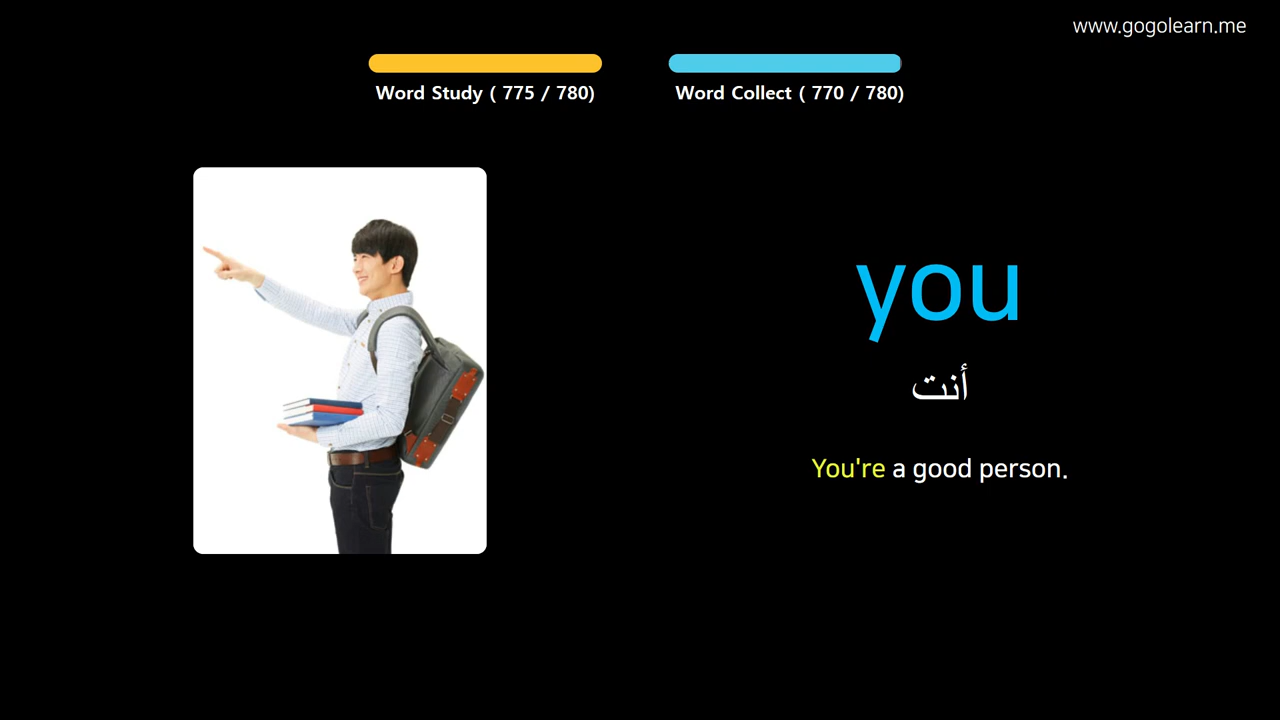 www.gogolearn.me
Word Study ( 775 / 780)
Word Collect ( 770 / 780)
you
أنت
You're a good person.